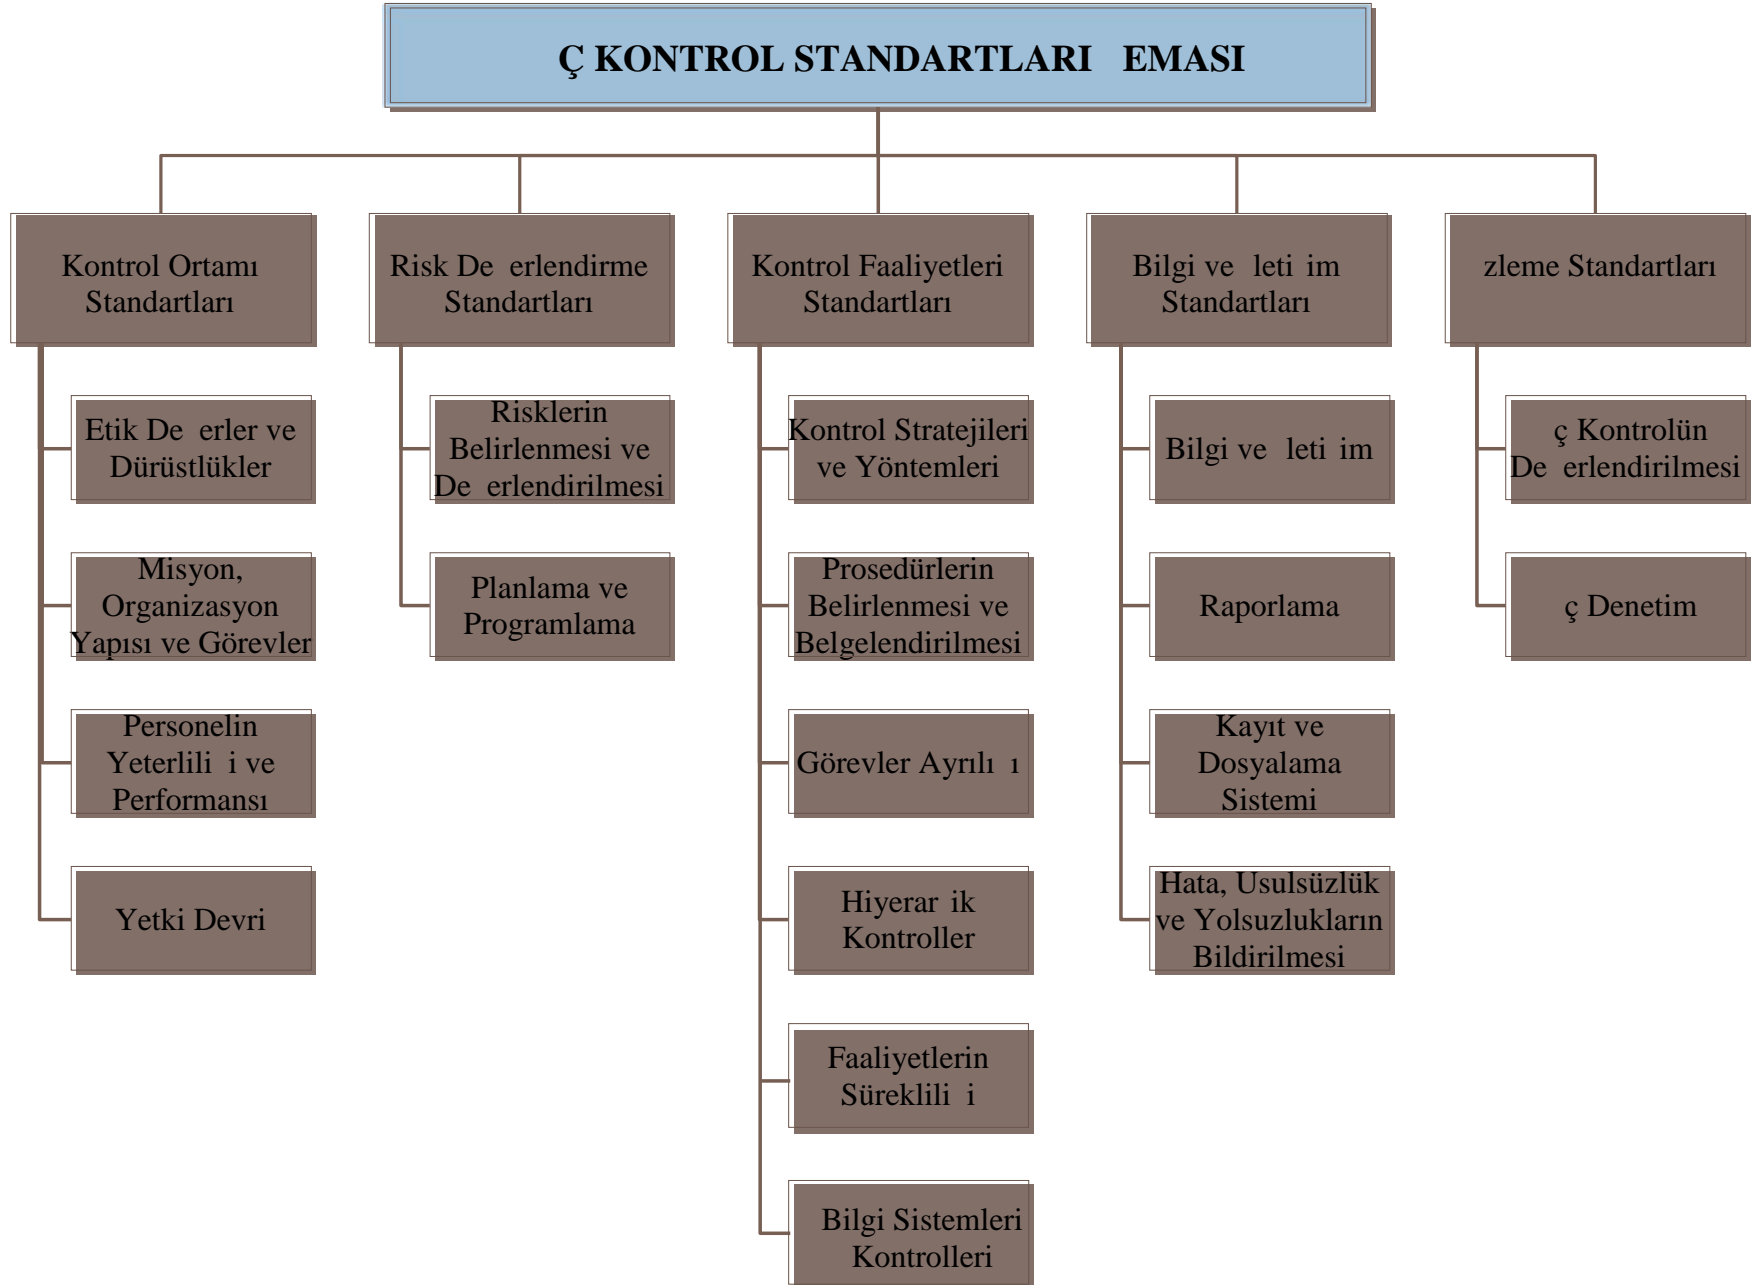 Ç KONTROL STANDARTLARI EMASI
Kontrol Ortamı
Standartları
Etik De erler ve
Dürüstlükler
Misyon,
Organizasyon
Yapısı ve Görevler
Personelin
Yeterlili i ve
Performansı
Yetki Devri
Risk De erlendirme
Standartları
Risklerin
Belirlenmesi ve
De erlendirilmesi
Planlama ve
Programlama
Kontrol Faaliyetleri
Standartları
Kontrol Stratejileri
ve Yöntemleri
Prosedürlerin
Belirlenmesi ve
Belgelendirilmesi
Görevler Ayrılı ı
Hiyerar ik
Kontroller
Faaliyetlerin
Süreklili i
Bilgi Sistemleri
Kontrolleri
Bilgi ve leti im
Standartları
Bilgi ve leti im
Raporlama
Kayıt ve
Dosyalama
Sistemi
Hata, Usulsüzlük
ve Yolsuzlukların
Bildirilmesi
zleme Standartları
ç Kontrolün
De erlendirilmesi
ç Denetim